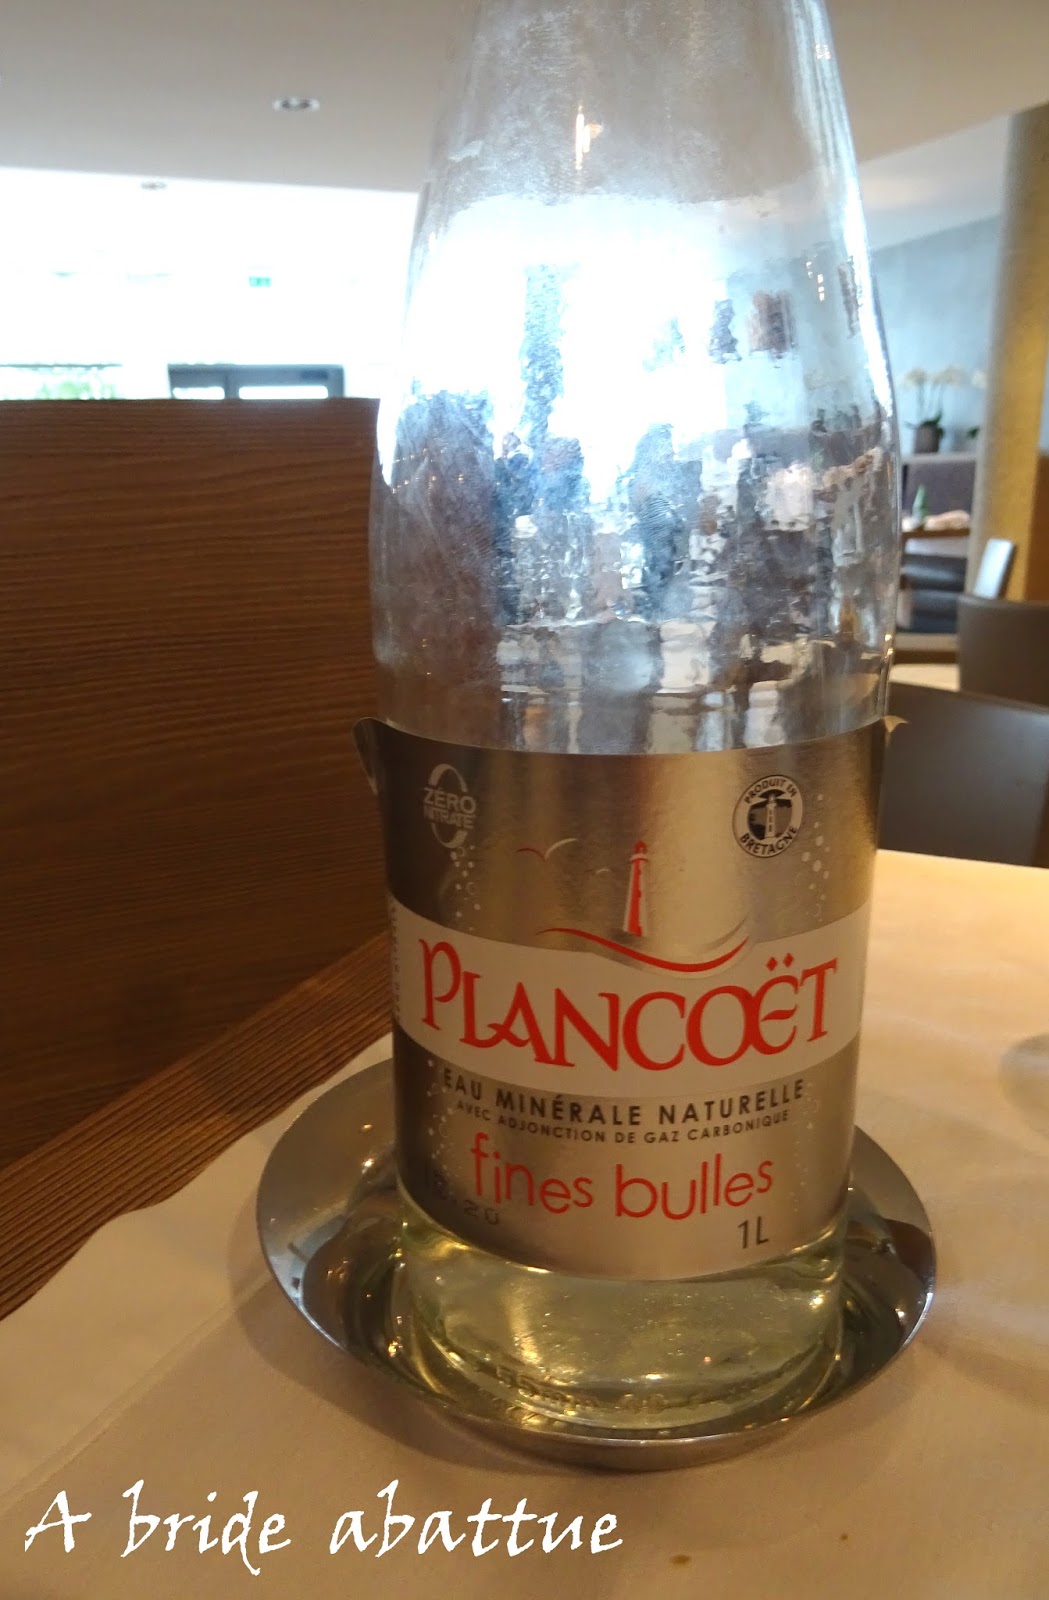 ZÉRO
NITRATE
PRODUIT EN
BRETAGNE
PLANCOËT
EAU MINÉRALE NATURELLE
AVEC ADJONCTION DE GAZ CARBONIQUE
fines bulles
1L
A bride abattue